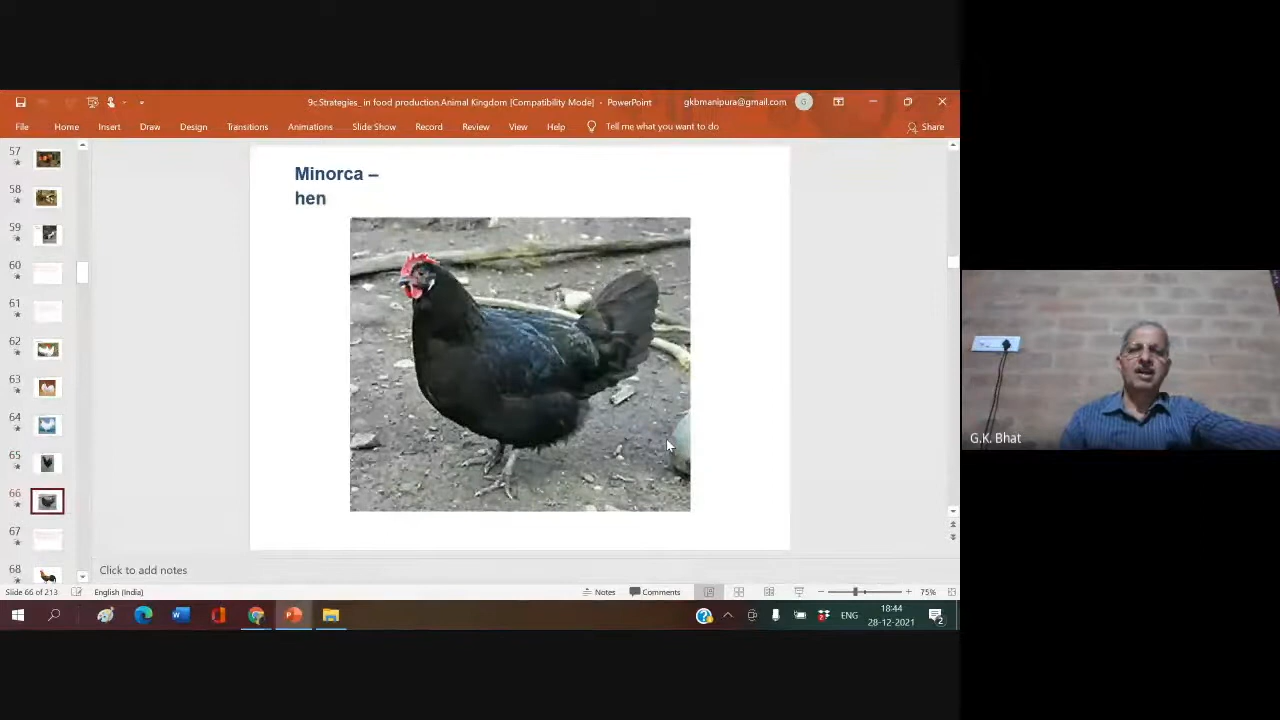 9c.Strategies_ in food production.Animal Kingdom [Compatibility Mode] - PowerPoint
gkbmanipura@gmail.com
G
File Home Insert Draw Design Transitions Animations Slide Show Record Review View Help Tell me what you want to do Share
57
58
59
60
61
62
63
64
65
66
67
68
Minorca –
hen
G.K. Bhat
Click to add notes
Slide 66 of 213 English (India) Notes Comments 75%
ENG
18:44
28-12-2021
2